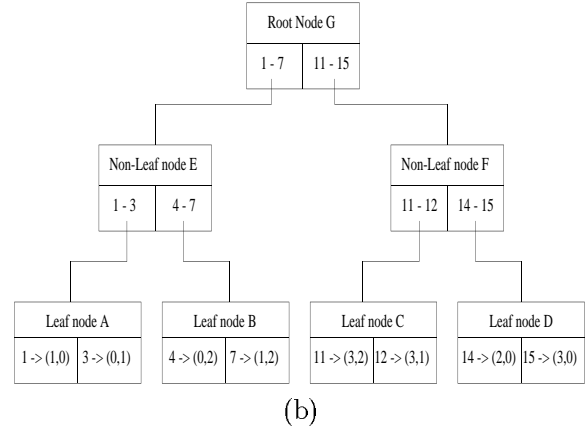 Root Node G
1 - 7 11 - 15
Non-Leaf node E Non-Leaf node F
1 - 3 4 - 7 11 - 12 14 - 15
Leaf node A Leaf node B Leaf node C Leaf node D
1 -> (1,0) 3 -> (0,1) 4 -> (0,2) 7 -> (1,2) 11 -> (3,2) 12 -> (3,1) 14 -> (2,0) 15 -> (3,0)
(b)